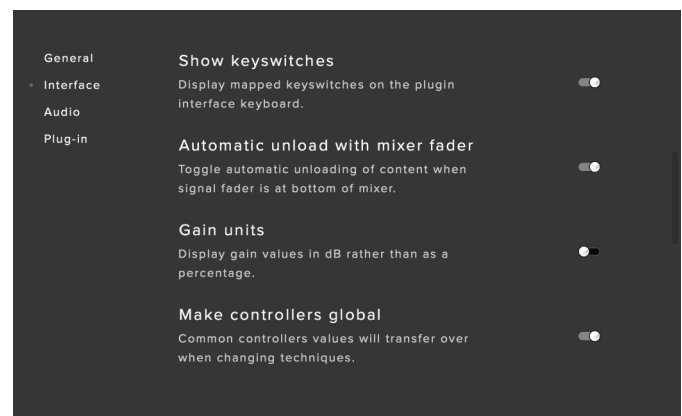 General
Interface
Audio
Plug-in
Show keyswitches
Display mapped keyswitches on the plugin
interface keyboard.
Automatic unload with mixer fader
Toggle automatic unloading of content when
signal fader is at bottom of mixer.
Gain units
Display gain values in dB rather than as a
percentage.
Make controllers global
Common controllers values will transfer over
when changing techniques.